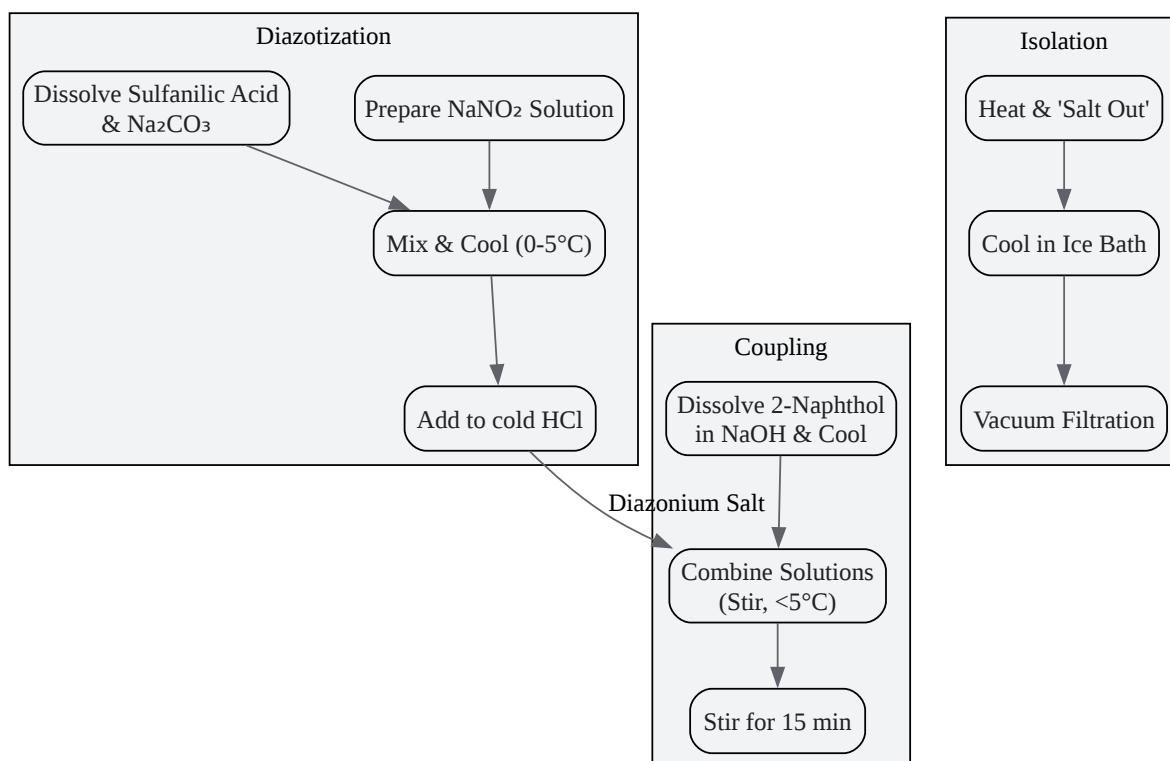 Diazotization
Dissolve Sulfanilic Acid
& Na₂CO₃
Prepare NaNO₂ Solution
Mix & Cool (0-5°C)
Add to cold HCl
Diazonium Salt
Coupling
Dissolve 2-Naphthol
in NaOH & Cool
Combine Solutions
(Stir, <5°C)
Stir for 15 min
Isolation
Heat & 'Salt Out'
Cool in Ice Bath
Vacuum Filtration